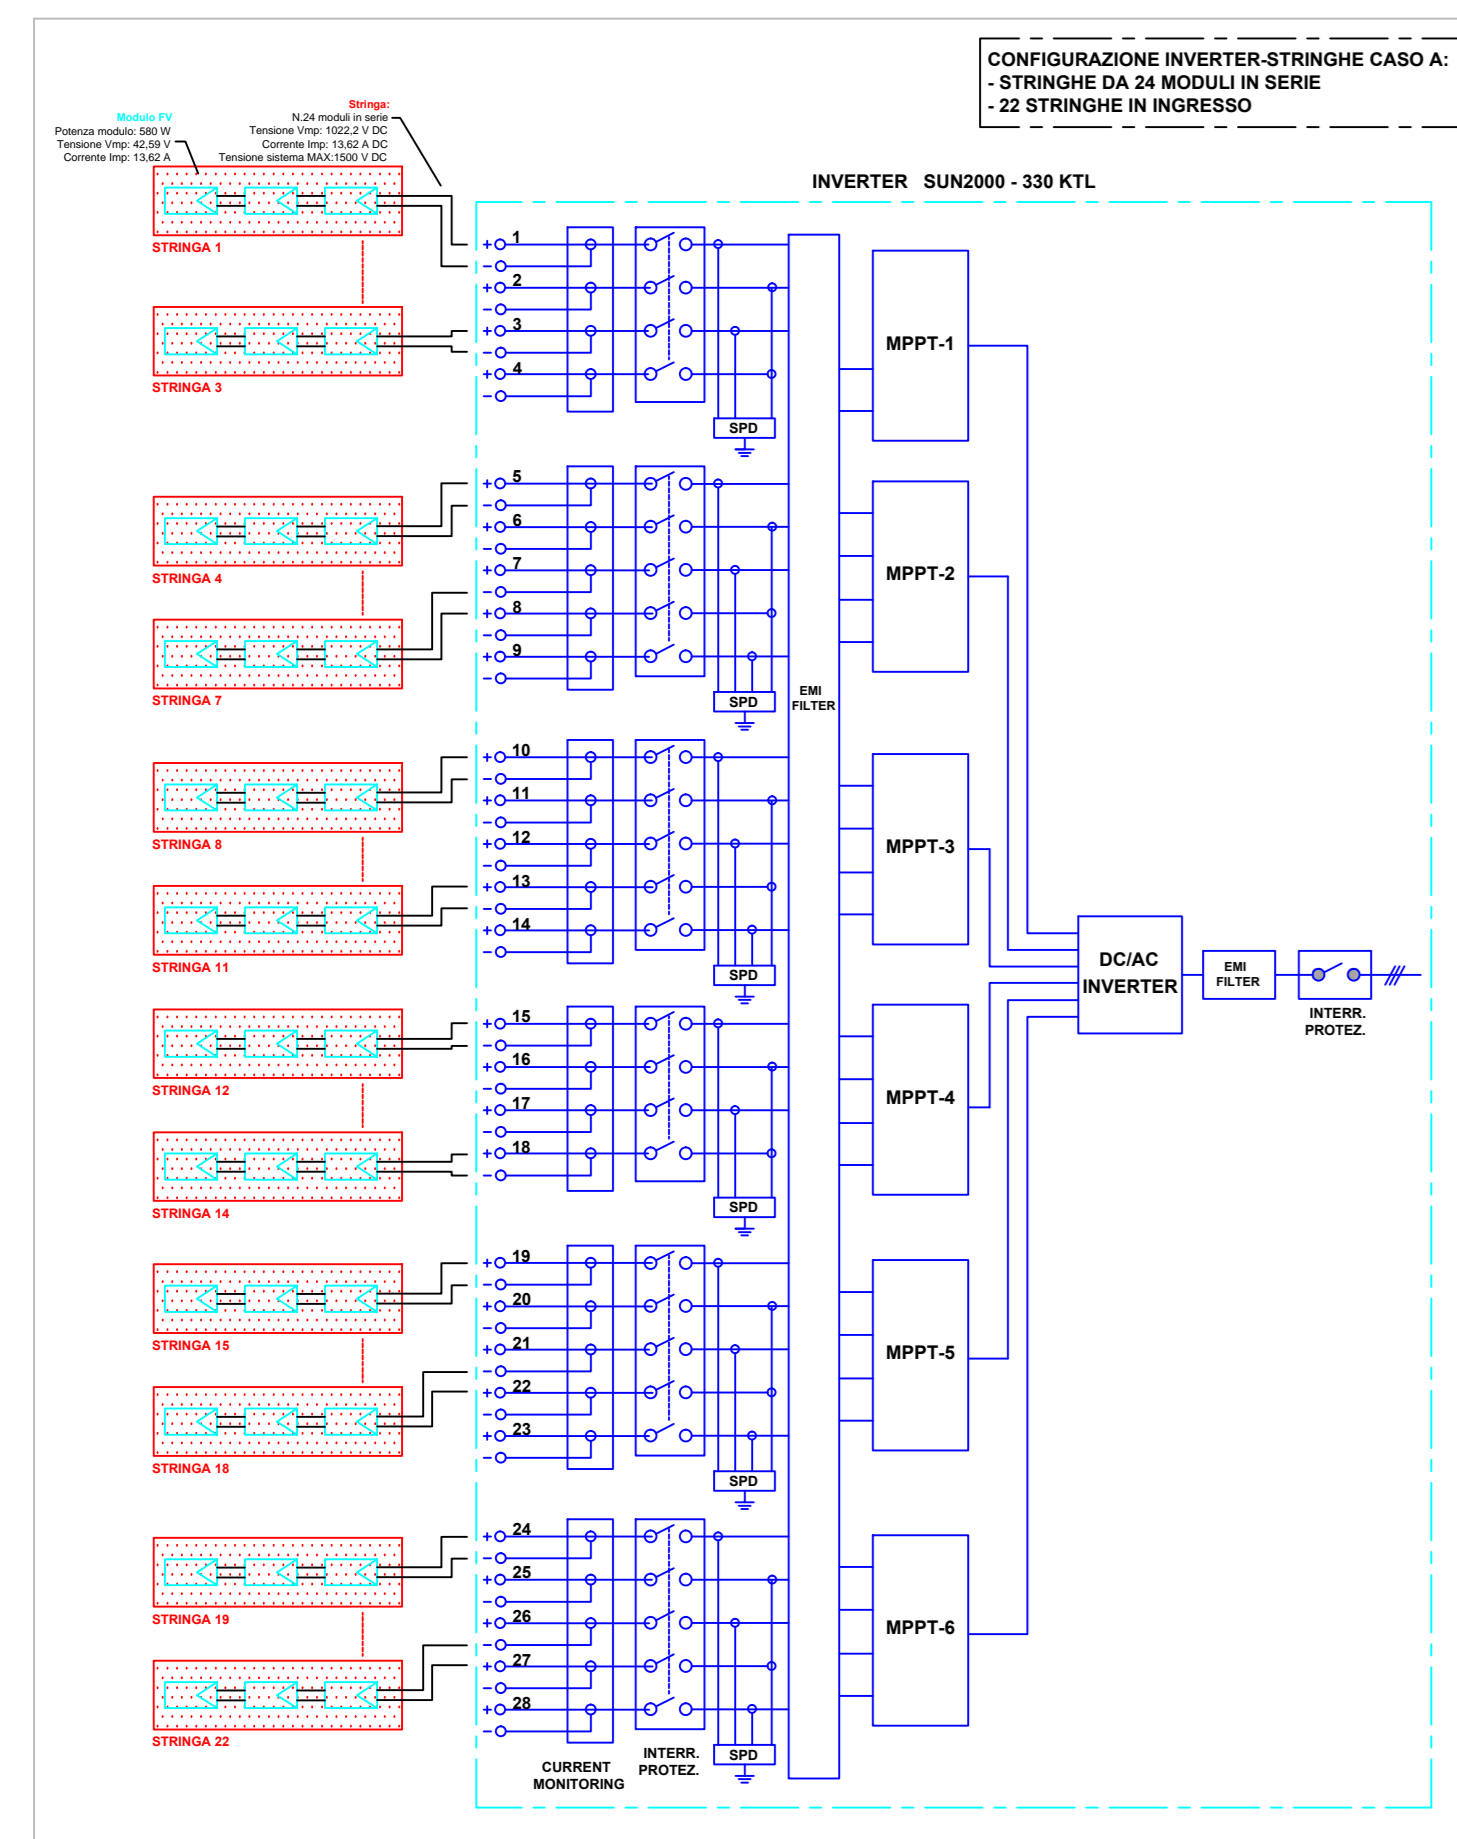 CONFIGURAZIONE INVERTER-STRINGHE CASO A:
- STRINGHE DA 24 MODULI IN SERIE
- 22 STRINGHE IN INGRESSO
Modulo FV
Potenza modulo: 580 W
Tensione Vmp: 42,59 V
Corrente Imp: 13,62 A
Stringa:
N.24 moduli in serie
Tensione Vmp: 1022,2 V DC
Corrente Imp: 13,62 A DC
Tensione sistema MAX:1500 V DC
INVERTER SUN2000 - 330 KTL
STRINGA 1
STRINGA 3
+ 1
-
+ 2
-
+ 3
-
+ 4
-
SPD
MPPT-1
STRINGA 4
STRINGA 7
+ 5
-
+ 6
-
+ 7
-
+ 8
-
+ 9
-
SPD
EMI
FILTER
MPPT-2
STRINGA 8
STRINGA 11
+ 10
-
+ 11
-
+ 12
-
+ 13
-
+ 14
-
SPD
MPPT-3
DC/AC
INVERTER
EMI
FILTER
INTERR.
PROTEZ.
STRINGA 12
STRINGA 14
+ 15
-
+ 16
-
+ 17
-
+ 18
-
SPD
MPPT-4
STRINGA 15
STRINGA 18
+ 19
-
+ 20
-
+ 21
-
+ 22
-
+ 23
-
SPD
MPPT-5
STRINGA 19
STRINGA 22
+ 24
-
+ 25
-
+ 26
-
+ 27
-
+ 28
-
SPD
MPPT-6
CURRENT
MONITORING
INTERR.
PROTEZ.